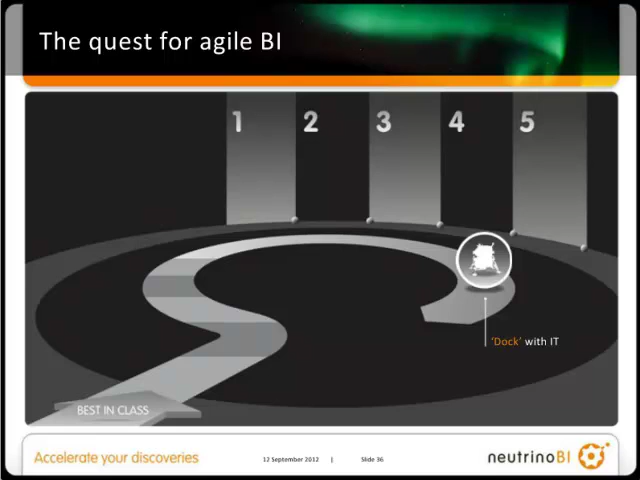 The quest for agile BI
1 2 3 4 5
‘Dock’ with IT
BEST IN CLASS
Accelerate your discoveries
12 September 2012 | Slide 36
neutrinoBI